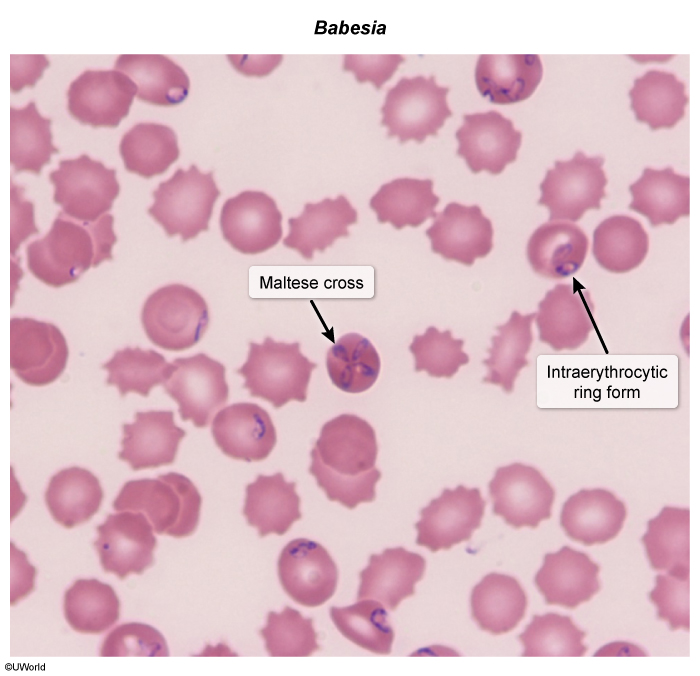 Babesia
Maltese cross
Intraerythrocytic
ring form
©UWorld